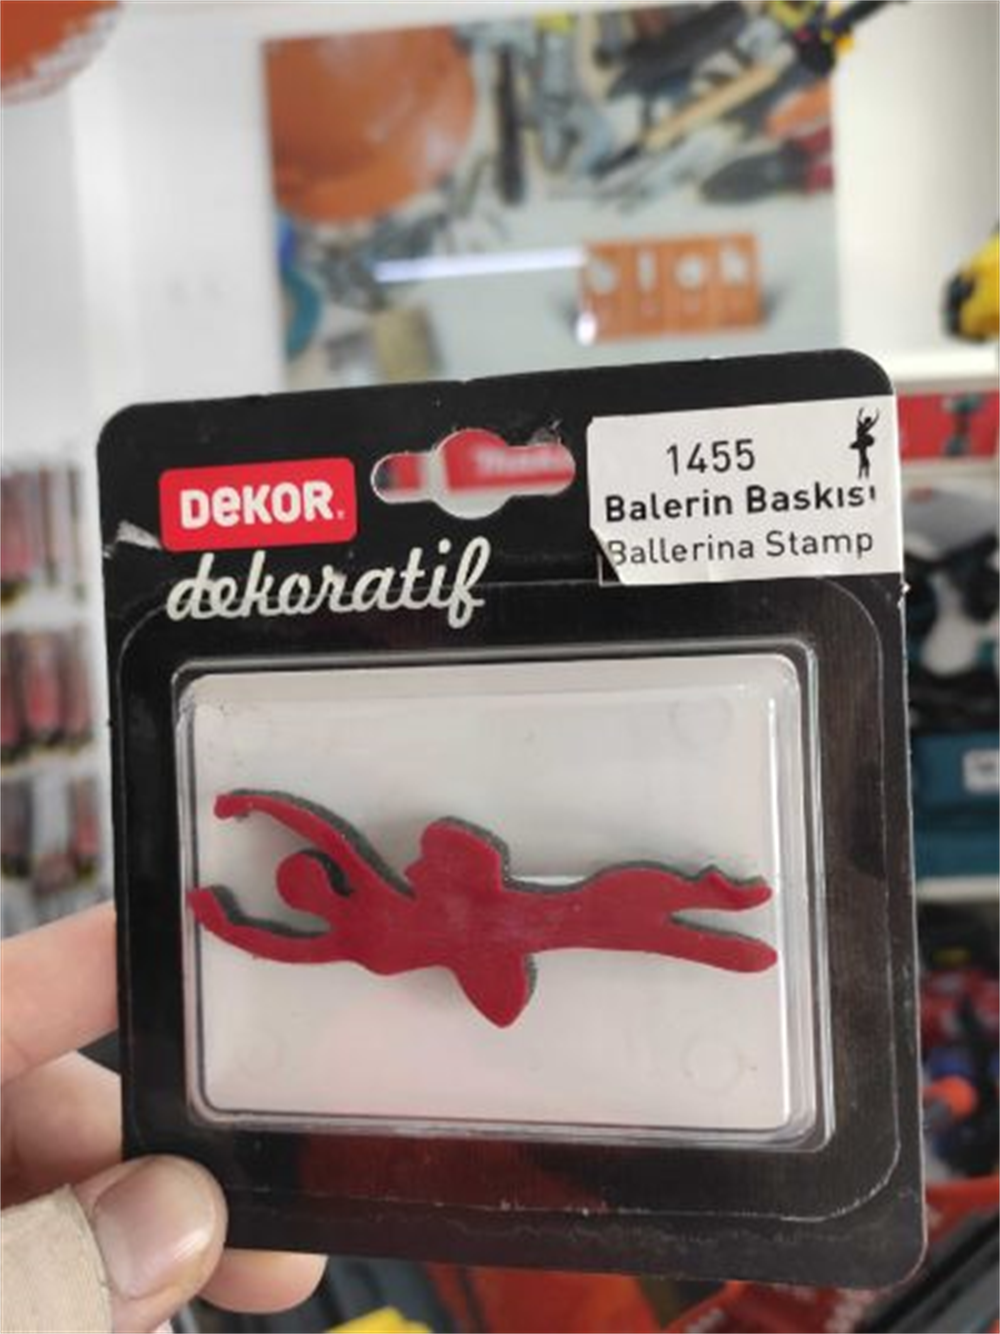 DeKOR.
dekoratif
1455
Balerin Baskısı
Ballerina Stamp